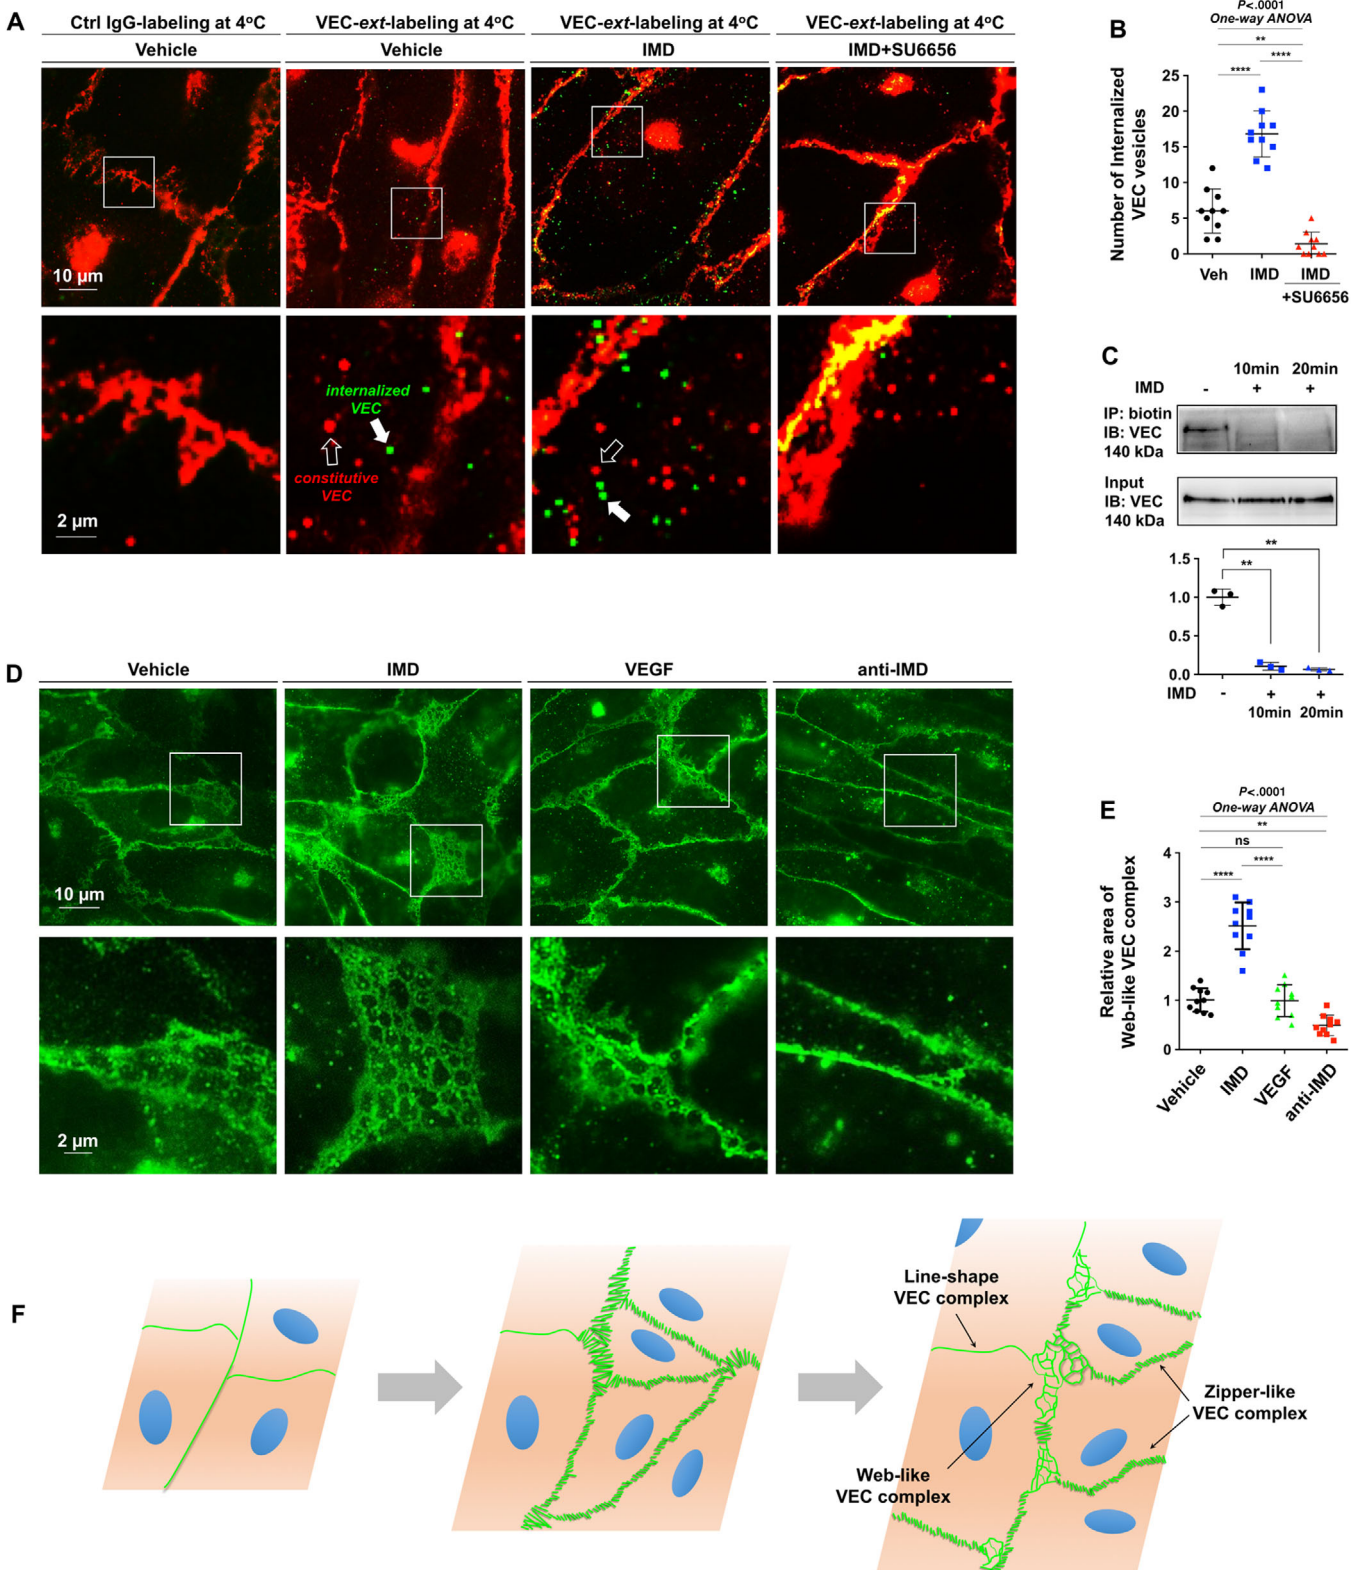 A
Ctrl IgG-labeling at 4°C
VEC-ext-labeling at 4°C
VEC-ext-labeling at 4°C
VEC-ext-labeling at 4°C
Vehicle
Vehicle
IMD
IMD+SU6656
10 μm
internalized
VEC
constitutive
VEC
2 μm
B
P<.0001
One-way ANOVA
**
****
****
Number of Internalized
VEC vesicles
25
20
15
10
5
0
Veh
IMD
IMD
+SU6656
C
10min
20min
IMD
-
+
+
IP: biotin
IB: VEC
140 kDa
Input
IB: VEC
140 kDa
**
**
1.5
1.0
0.5
0.0
IMD
-
+
+
10min
20min
D
Vehicle
IMD
VEGF
anti-IMD
10 μm
2 μm
E
P<.0001
One-way ANOVA
**
ns
****
****
Relative area of
Web-like VEC complex
4
3
2
1
0
Vehicle
IMD
VEGF
anti-IMD
F
Line-shape
VEC complex
Zipper-like
VEC complex
Web-like
VEC complex